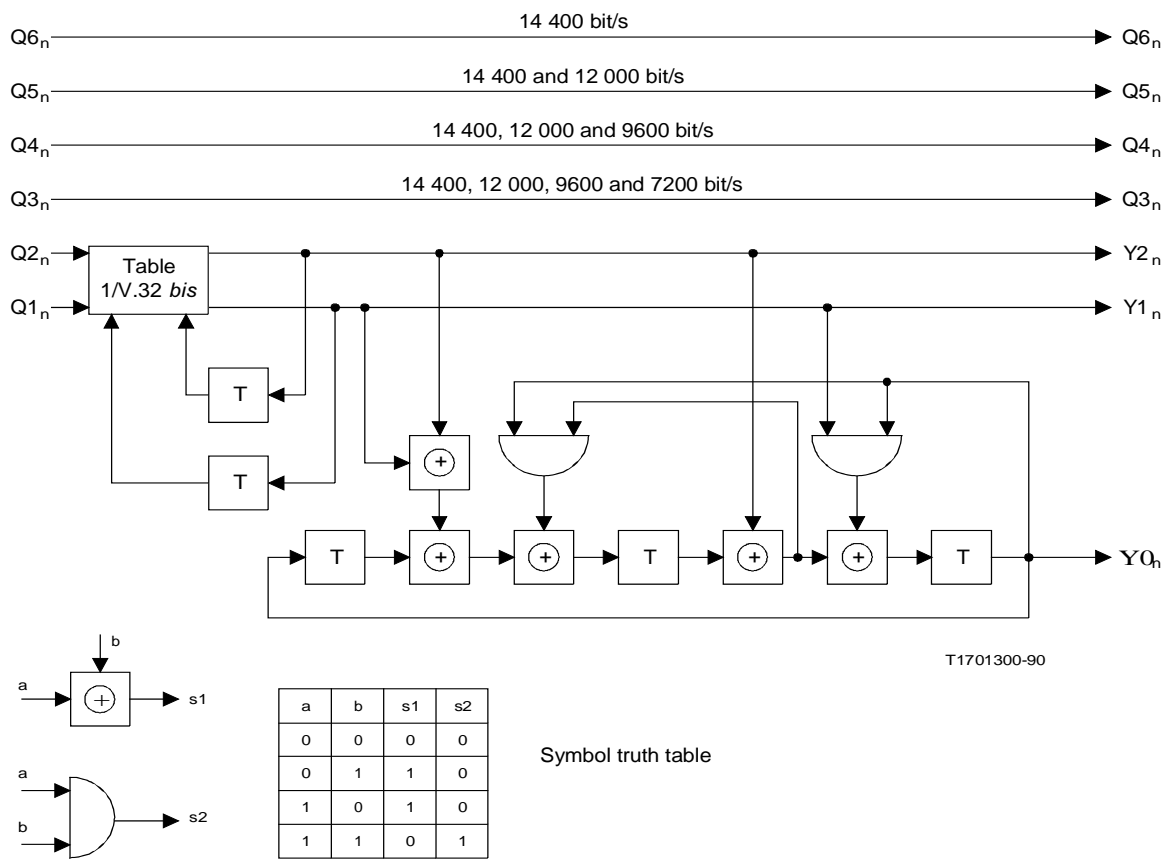 14 400 bit/s
Q6n Q6n
14 400 and 12 000 bit/s
Q5n Q5n
14 400, 12 000 and 9600 bit/s
Q4n Q4n
14 400, 12 000, 9600 and 7200 bit/s
Q3n Q3n
Q2n Y2n
Table
1/V.32 bis
Q1n Y1n
T
+
T
T + + T + + T Y0n
T1701300-90
b
a + s1
a
b s2
a b s1 s2
0 0 0 0
0 1 1 0
1 0 1 0
1 1 0 1
Symbol truth table